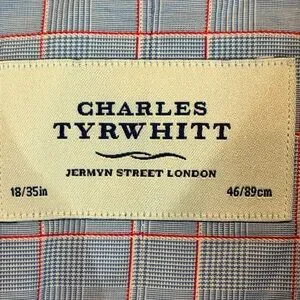 CHARLES
TYRWHITT
JERMYN STREET LONDON
18/35in 46/89cm